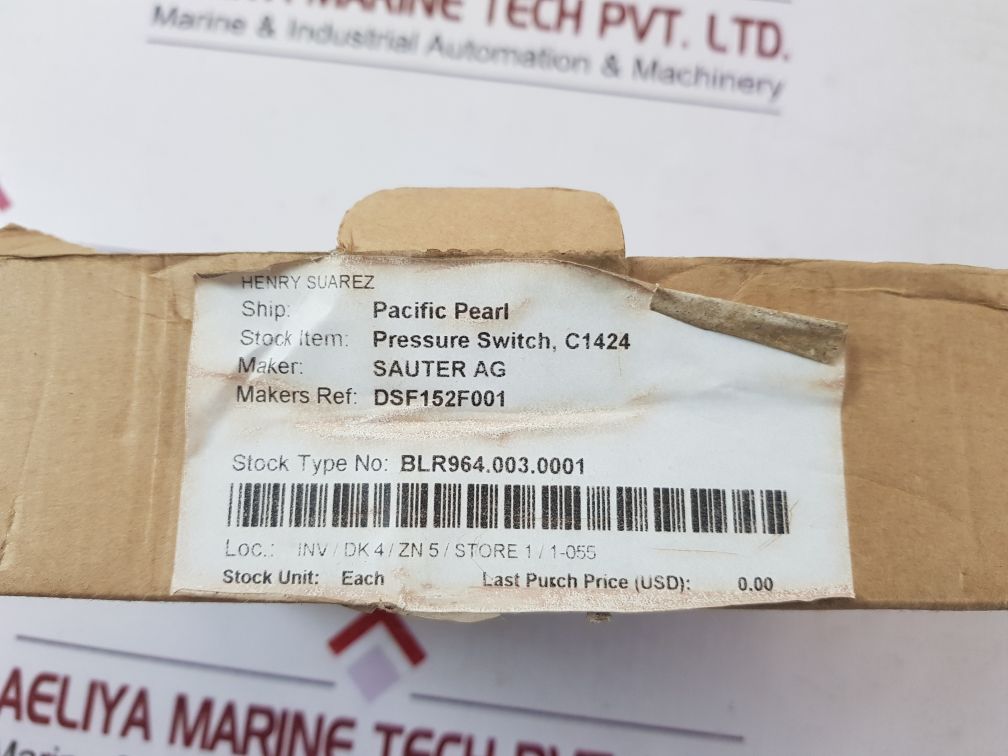 MARINE TECH PVT. LTD.
Marine & Industrial Automation & Machinery
HENRY SUAREZ
Ship: Pacific Pearl
Stock Item: Pressure Switch, C1424
Maker: SAUTER AG
Makers Ref: DSF152F001
Stock Type No: BLR964.003.0001
Loc.: INV / DK 4 / ZN 5 / STORE 1 / 1-055
Stock Unit: Each Last Purch Price (USD): 0.00
AELIYA MARINE TECH PVT.